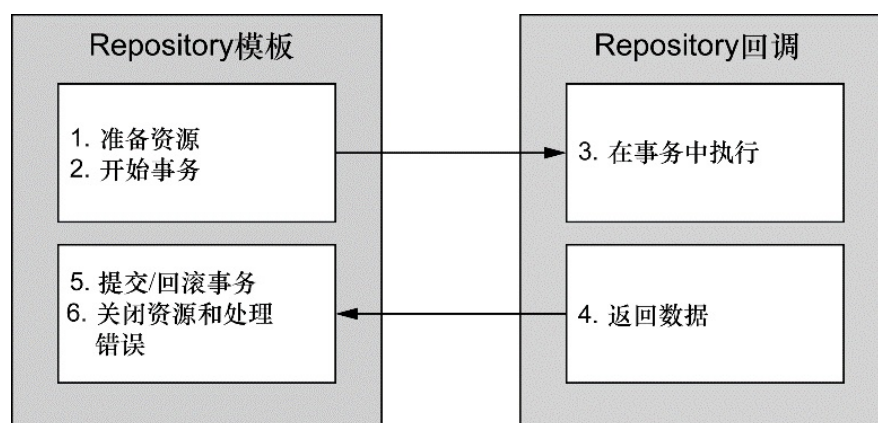 Repository模板
1. 准备资源
2. 开始事务
5. 提交/回滚事务
6. 关闭资源和处理
错误
Repository回调
3. 在事务中执行
4. 返回数据